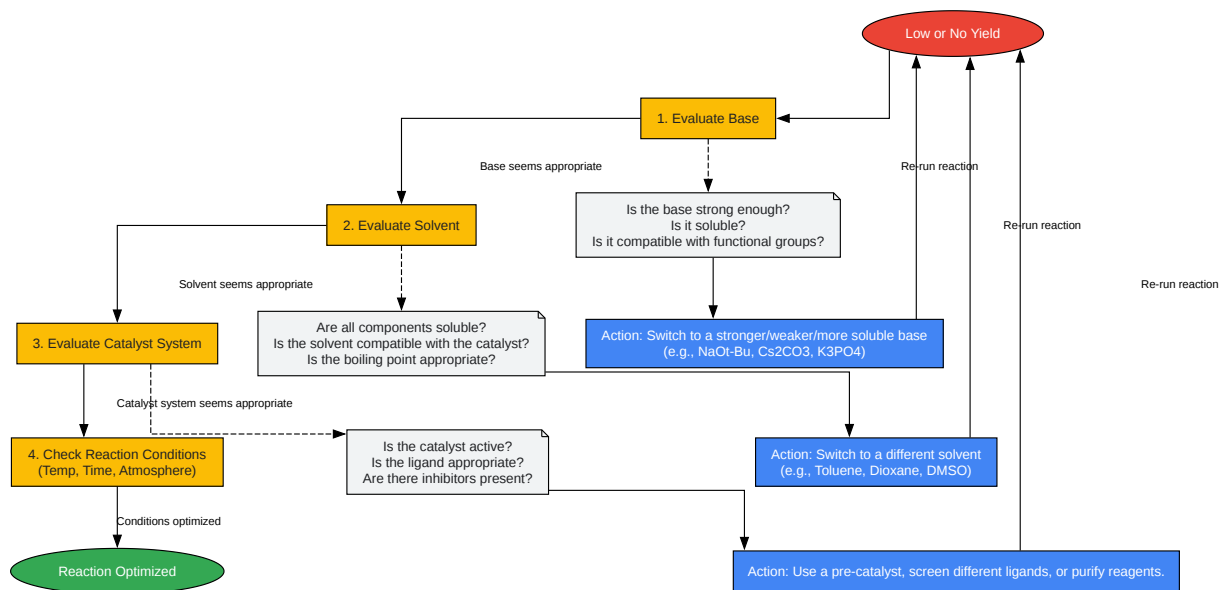 Low or No Yield
1. Evaluate Base
Base seems appropriate
Re-run reaction
Is the base strong enough?
Is it soluble?
Is it compatible with functional groups?
2. Evaluate Solvent
Re-run reaction
Solvent seems appropriate
Re-run reaction
Are all components soluble?
Is the solvent compatible with the catalyst?
Is the boiling point appropriate?
Action: Switch to a stronger/weaker/more soluble base
(e.g., NaOt-Bu, Cs2CO3, K3PO4)
3. Evaluate Catalyst System
Catalyst system seems appropriate
4. Check Reaction Conditions
(Temp, Time, Atmosphere)
Is the catalyst active?
Is the ligand appropriate?
Are there inhibitors present?
Action: Switch to a different solvent
(e.g., Toluene, Dioxane, DMSO)
Conditions optimized
Reaction Optimized
Action: Use a pre-catalyst, screen different ligands, or purify reagents.